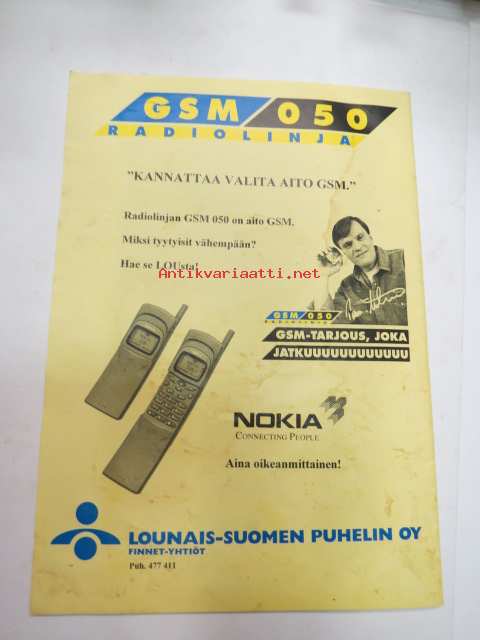 GSM 050
RADIOLINJA
"KANNATTAA VALITA AITO GSM."
Radiolinjan GSM 050 on aito GSM.
Miksi tyytyisit vähempään?
Hae se LOUsta!
Antikvariaatti.net
GSM 050
RADIOLINJA
GSM-TARJOUS, JOKA
JATKUUUUUUUUUUUU
NOKIA
CONNECTING PEOPLE
Aina oikeanmittainen!
LOUNAIS-SUOMEN PUHELIN OY
FINNET-YHTIÖT
Puh. 477 411